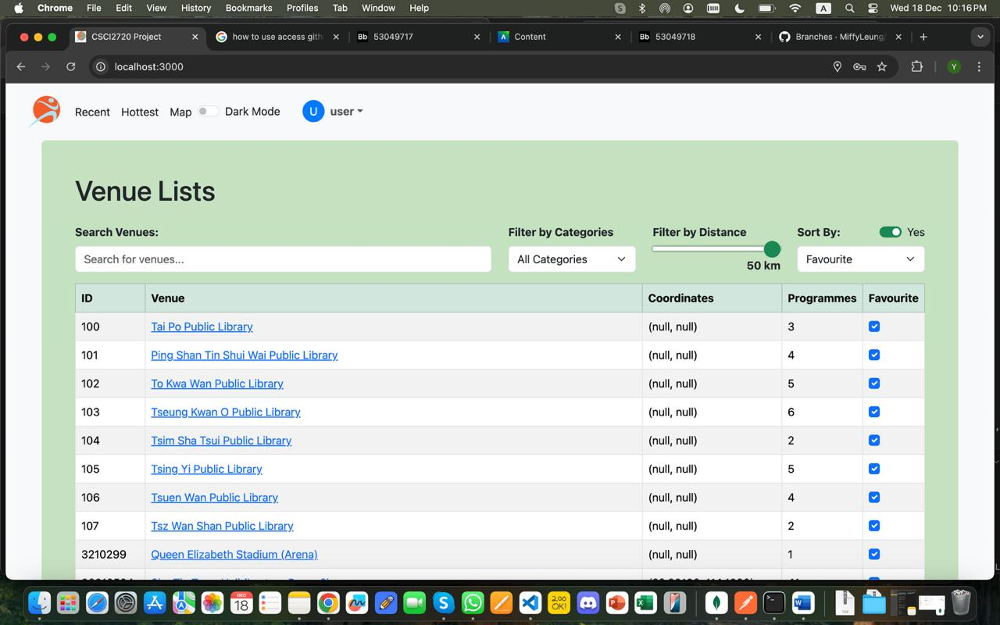 Chrome File Edit View History Bookmarks Profiles Tab Window Help A Wed 18 Dec 10:16 PM
CSCI2720 Project how to use access gith Bb 53049717 Content Bb 53049718 Branches · MiffyLeung/
localhost:3000 Y
Recent Hottest Map Dark Mode U user
Venue Lists
Search Venues: Filter by Categories Filter by Distance Sort By: Yes
Search for venues... All Categories 50 km Favourite
ID Venue Coordinates Programmes Favourite
100 Tai Po Public Library (null, null) 3
101 Ping Shan Tin Shui Wai Public Library (null, null) 4
102 To Kwa Wan Public Library (null, null) 5
103 Tseung Kwan O Public Library (null, null) 6
104 Tsim Sha Tsui Public Library (null, null) 2
105 Tsing Yi Public Library (null, null) 5
106 Tsuen Wan Public Library (null, null) 4
107 Tsz Wan Shan Public Library (null, null) 2
3210299 Queen Elizabeth Stadium (Arena) (null, null) 1
DEC
18
200
OK!